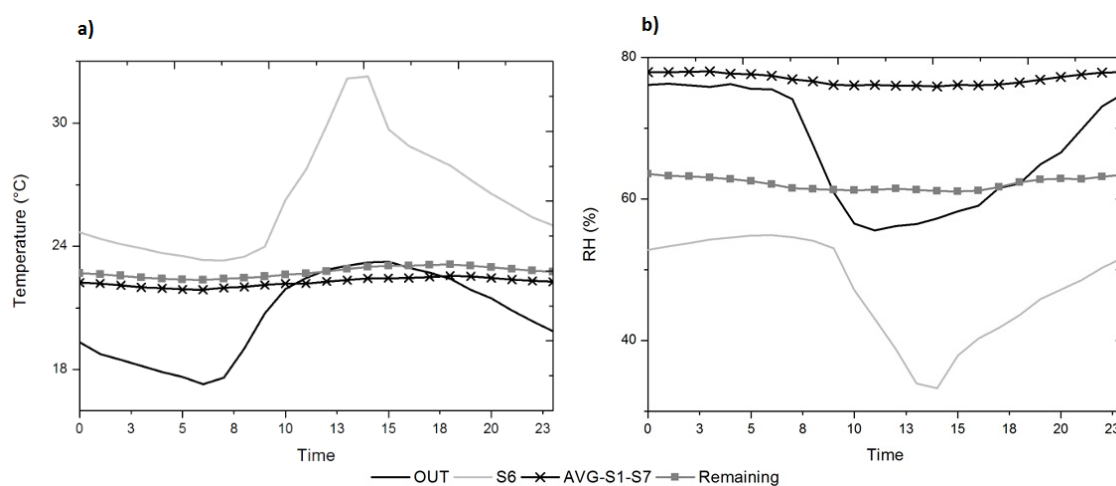 a)
30
24
18
Temperature (°C)
0 3 5 8 10 13 15 18 20 23
Time
b)
80
60
40
RH (%)
0 3 5 8 10 13 15 18 20 23
Time
OUT S6 AVG-S1-S7 Remaining